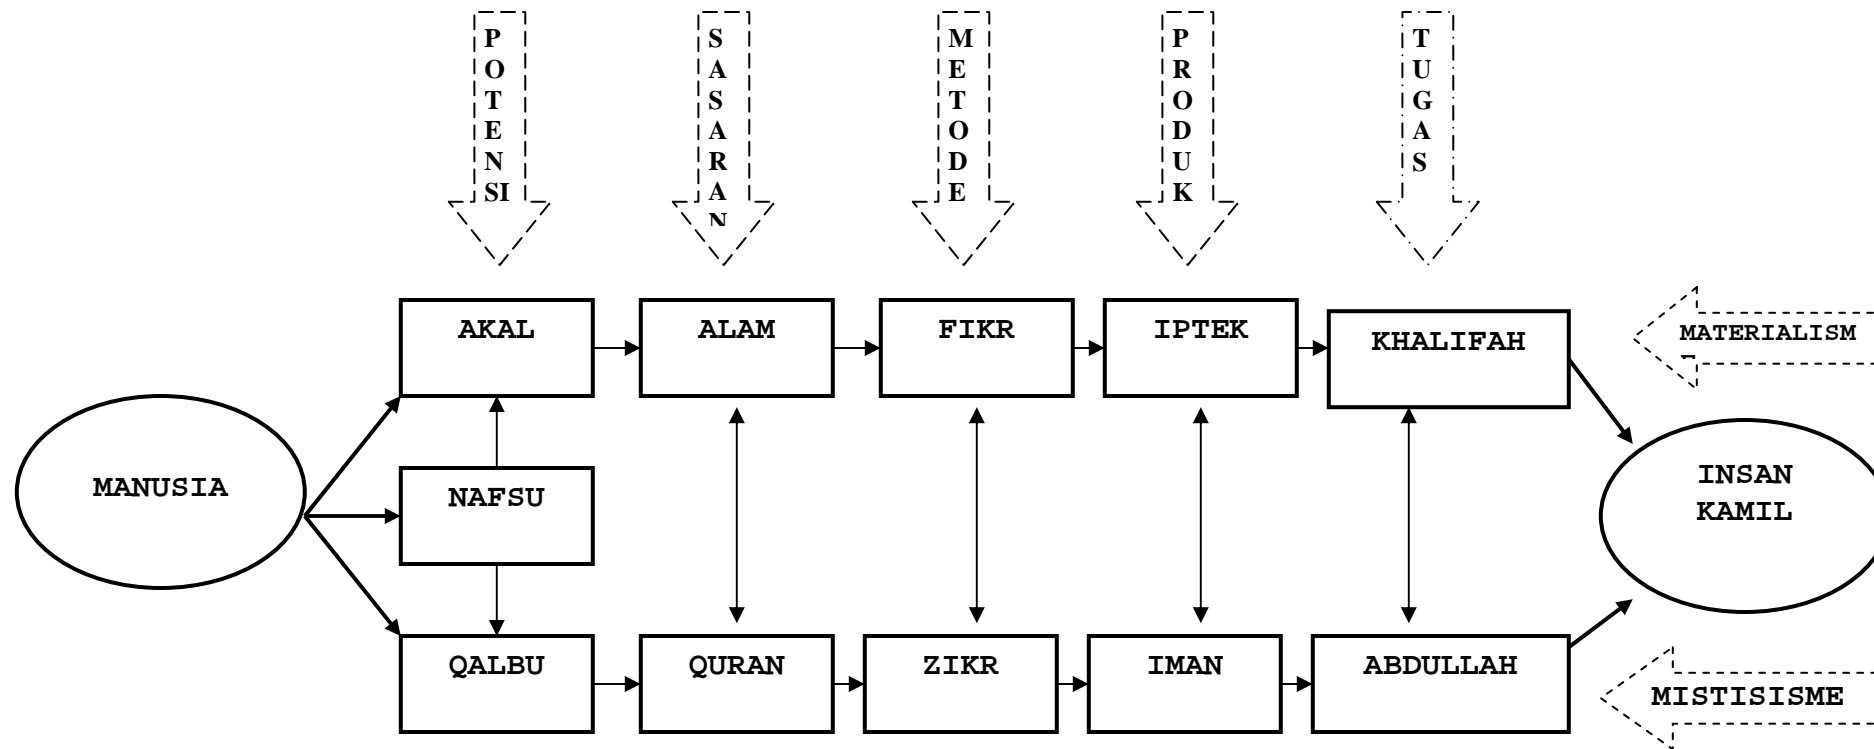 POTENSI
SASARAN
METODE
PRODUK
TUGAS
AKAL
ALAM
FIKR
IPTEK
KHALIFAH
MATERIALISM
MANUSIA
NAFSU
INSAN
KAMIL
QALBU
QURAN
ZIKR
IMAN
ABDULLAH
MISTISISME